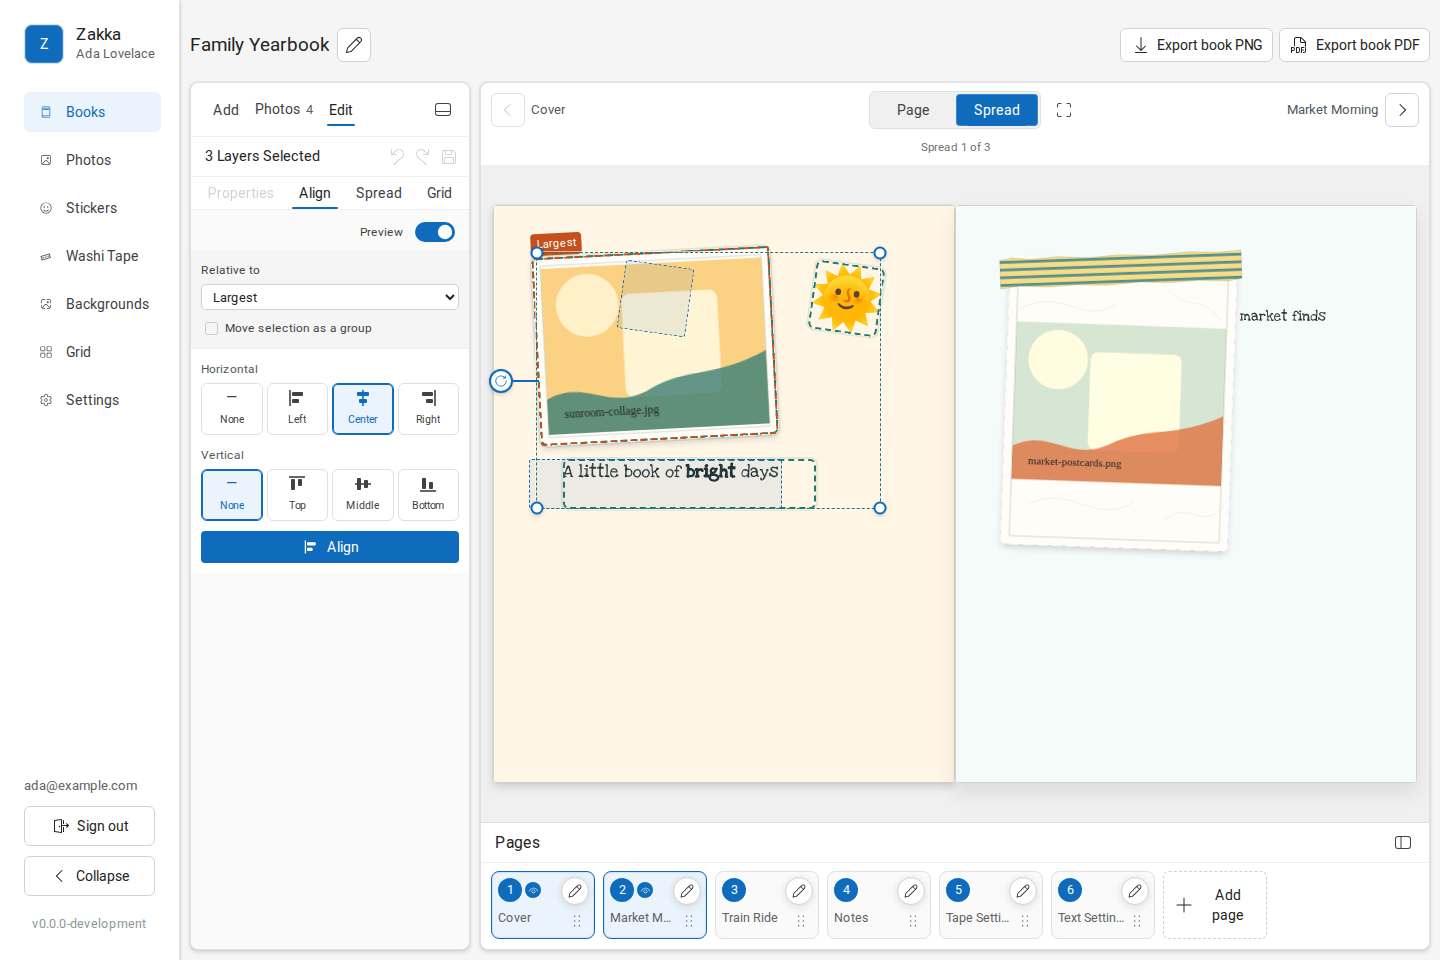 Z
Zakka
Ada Lovelace
Books
Photos
Stickers
Washi Tape
Backgrounds
Grid
Settings
ada@example.com
Sign out
Collapse
v0.0.0-development
Family Yearbook
Export book PNG
PDF
Export book PDF
Add
Photos 4
Edit
3 Layers Selected
Properties
Align
Spread
Grid
Preview
Relative to
Largest
Move selection as a group
Horizontal
None
Left
Center
Right
Vertical
None
Top
Middle
Bottom
Align
Cover
Page
Spread
Market Morning
Spread 1 of 3
Largest
sunroom-collage.jpg
A little book of bright days
market finds
market-postcards.png
Pages
1
Cover
2
Market M...
3
Train Ride
4
Notes
5
Tape Setti...
6
Text Settin...
Add
page